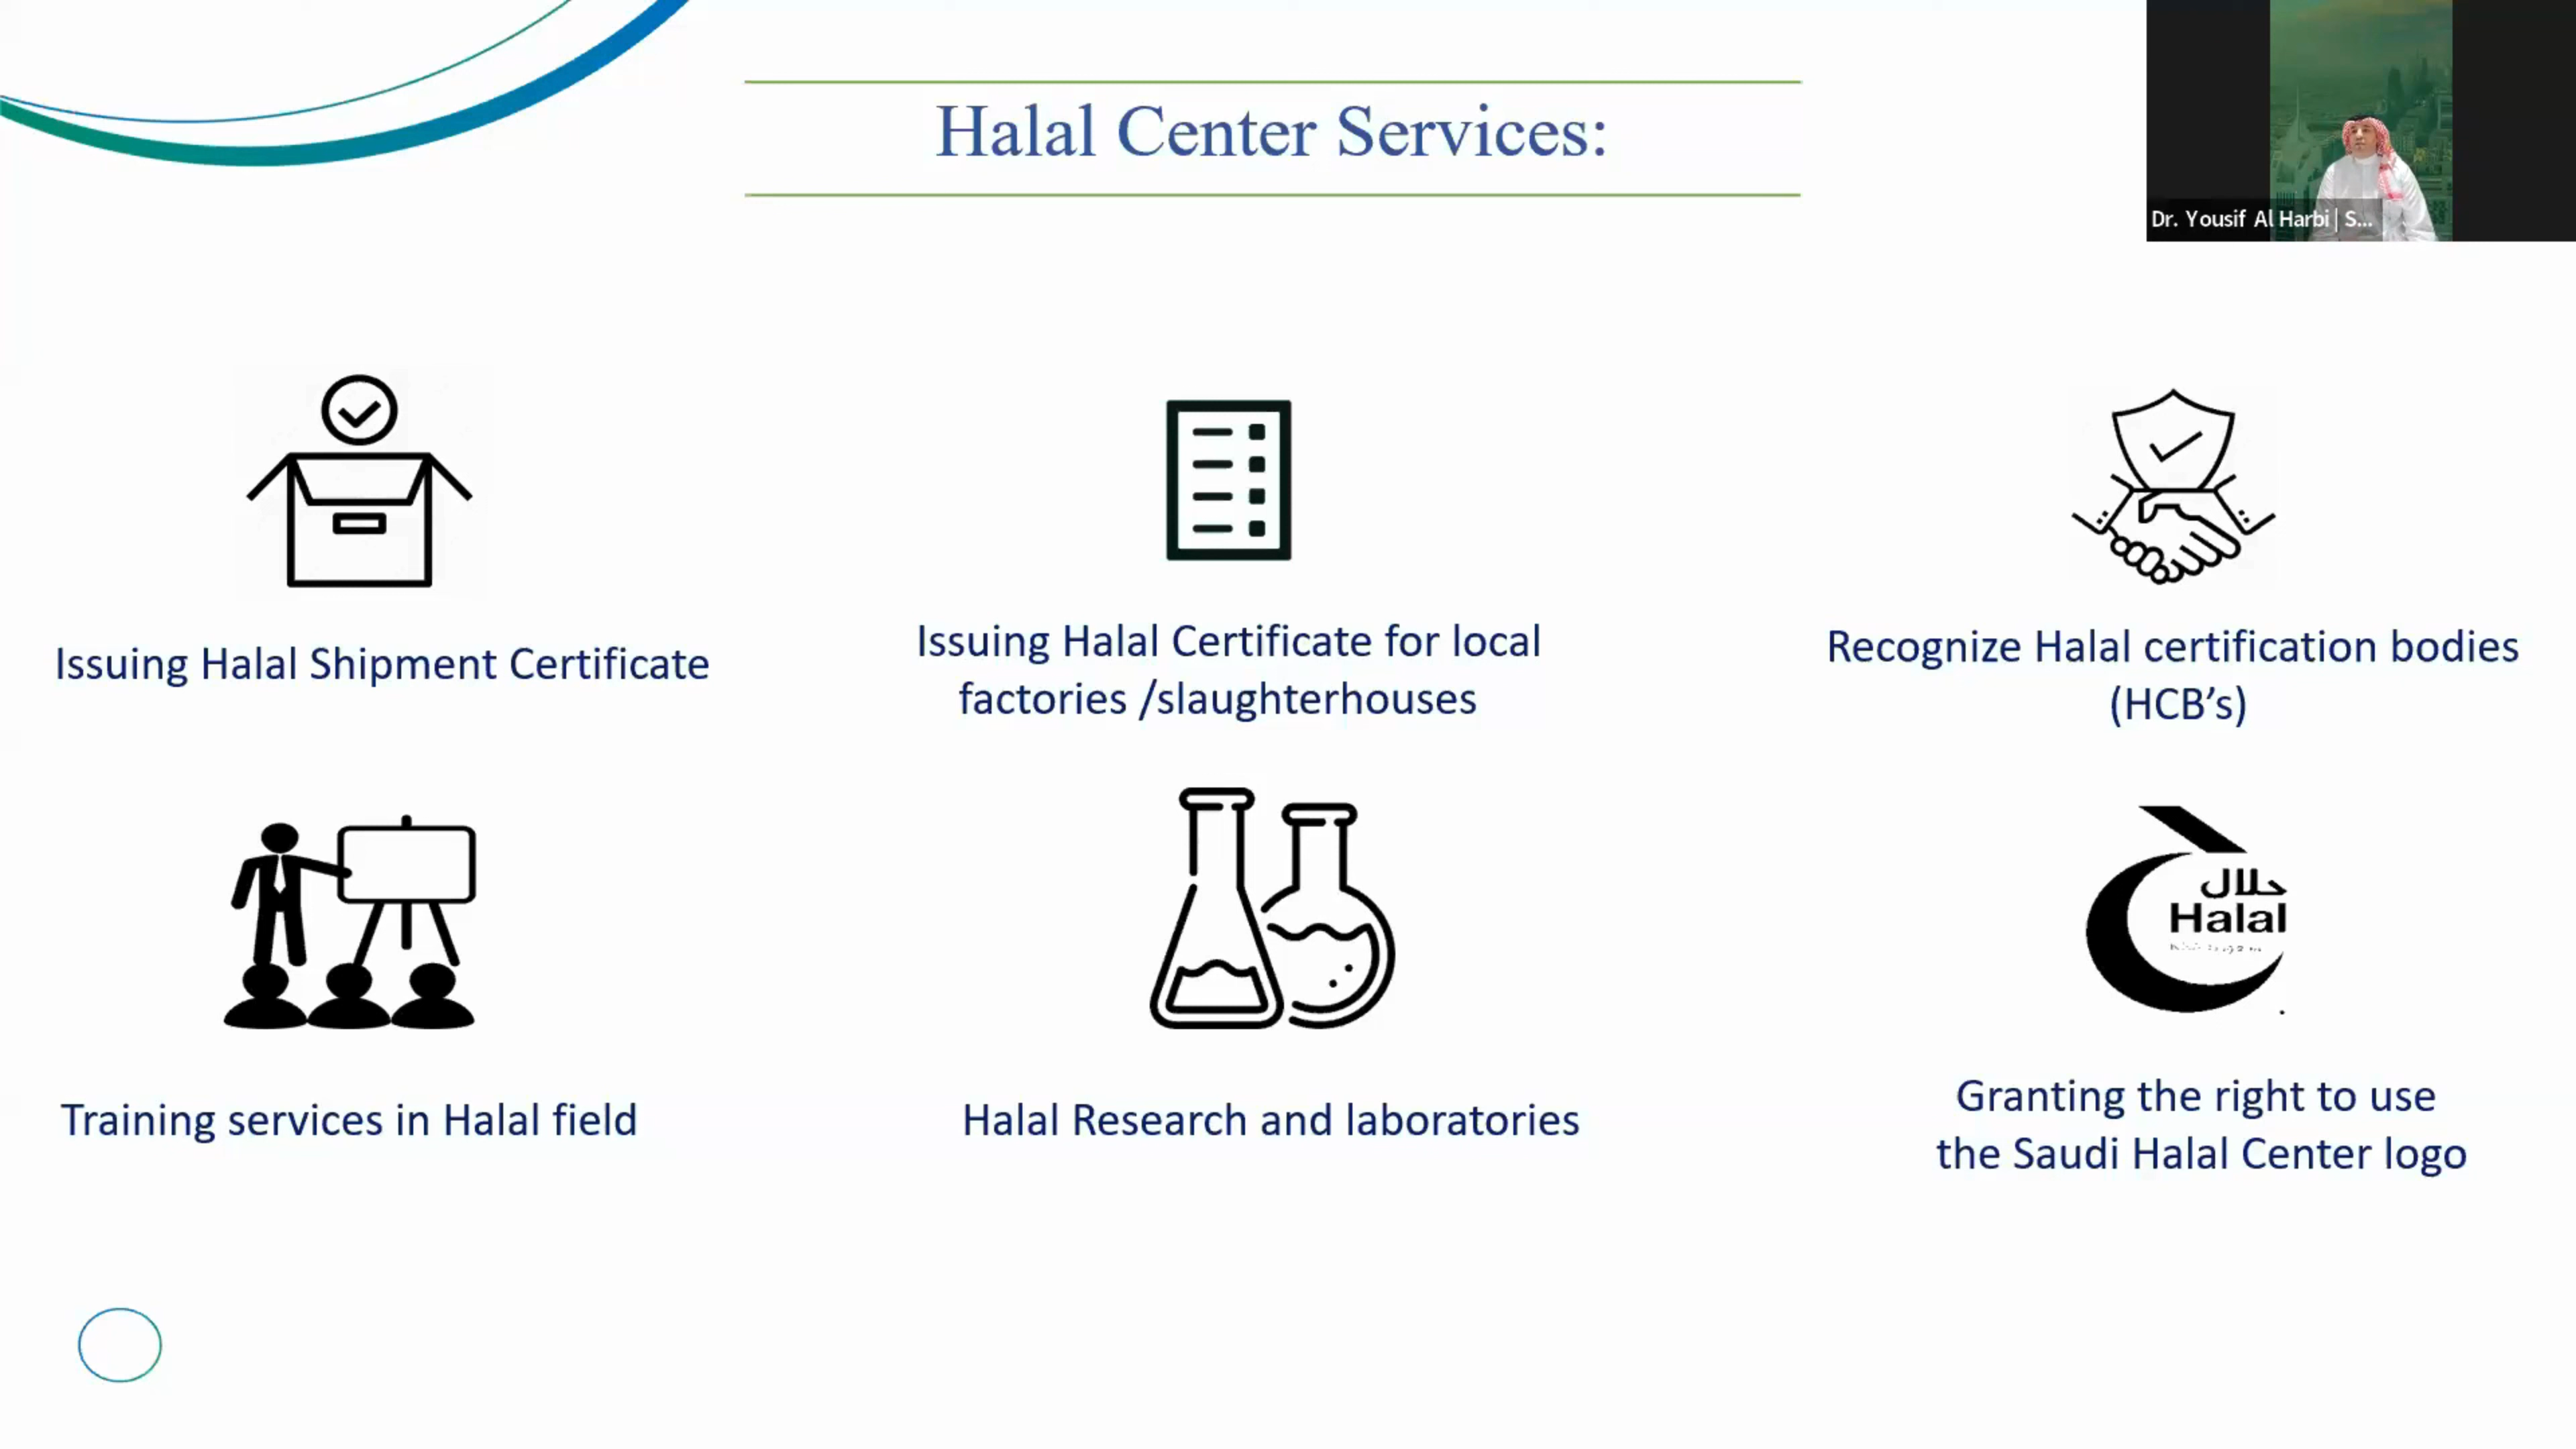 Halal Center Services:
Dr. Yousif Al Harbi | S...
Issuing Halal Shipment Certificate
Issuing Halal Certificate for local
factories /slaughterhouses
Recognize Halal certification bodies
(HCB’s)
حلال
Halal
Training services in Halal field
Halal Research and laboratories
Granting the right to use
the Saudi Halal Center logo